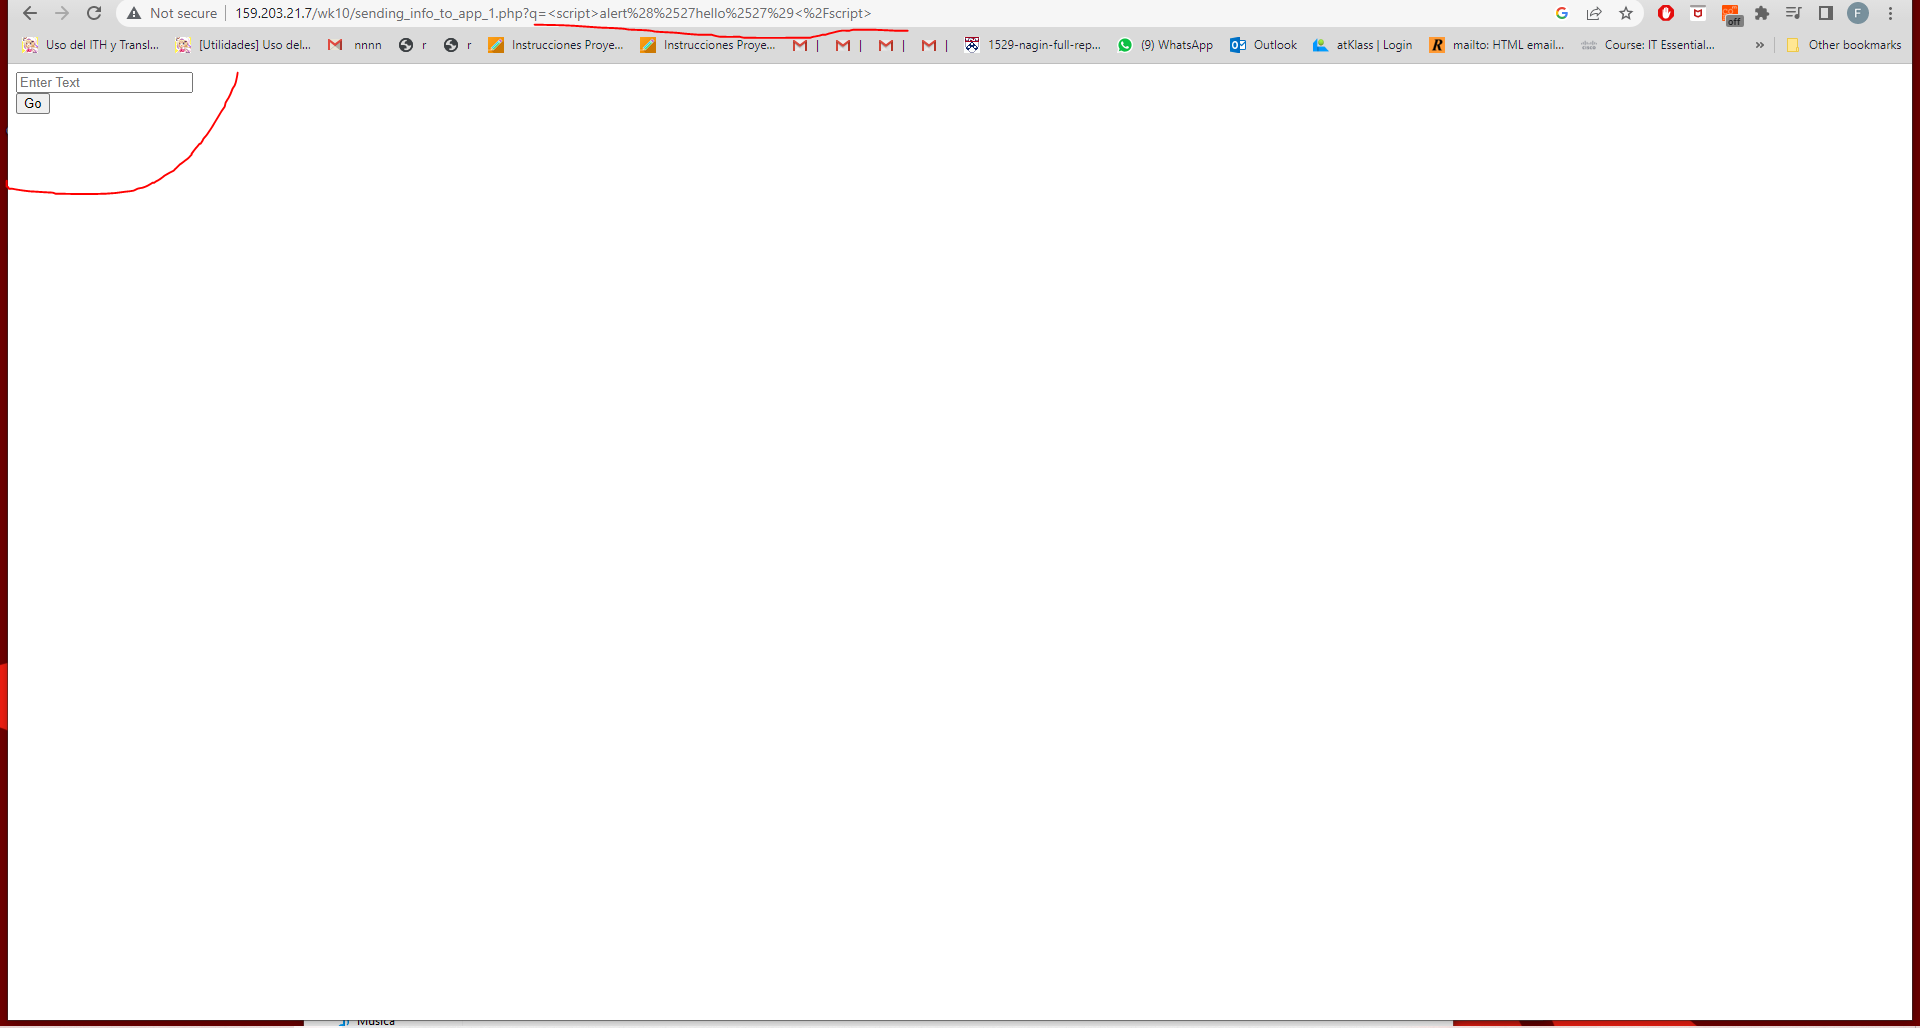 Not secure 159.203.21.7/wk10/sending_info_to_app_1.php?q=<script>alert%28%2527hello%2527%29<%2Fscript> off F
Uso del ITH y Transl... [Utilidades] Uso del... nnnn r r Instrucciones Proye... Instrucciones Proye... | | | | 1529-nagin-full-rep... (9) WhatsApp Outlook atKlass | Login mailto: HTML email... Course: IT Essential... » Other bookmarks
Enter Text
Go
Música